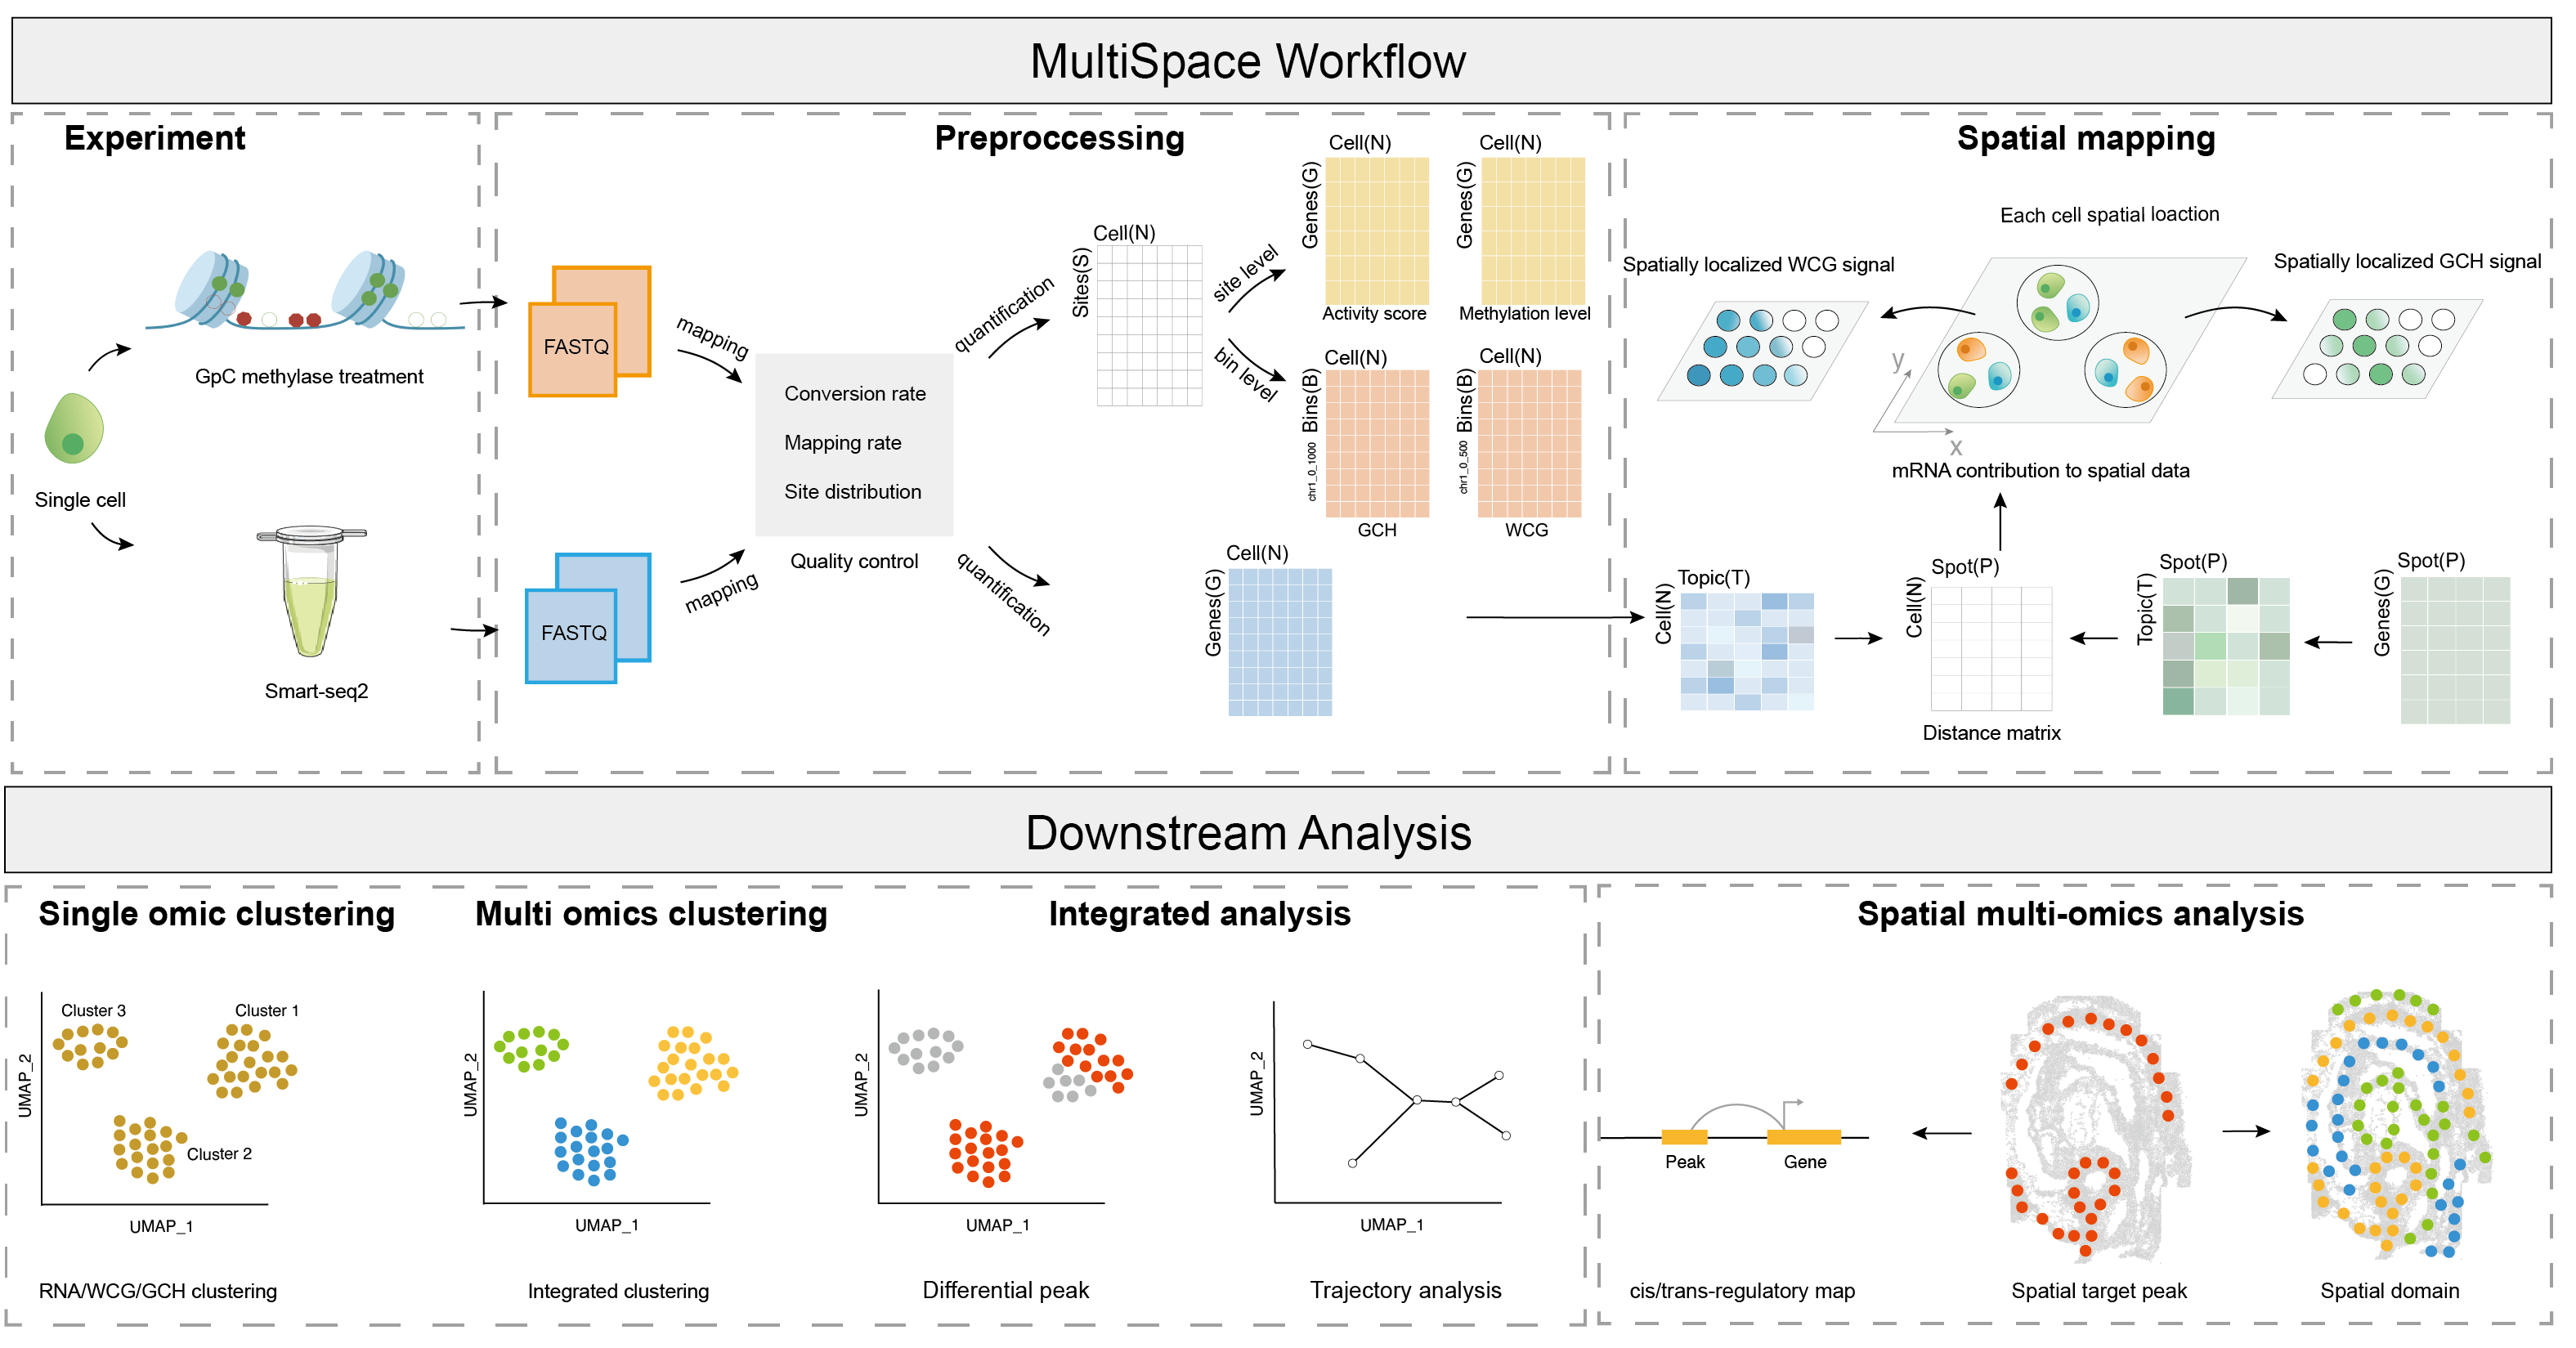 MultiSpace Workflow
Experiment
GpC methylase treatment
Single cell
Smart-seq2
Preproccessing
FASTQ
mapping
FASTQ
mapping
Conversion rate
Mapping rate
Site distribution
Quality control
quantification
quantification
Cell(N)
Sites(S)
site level
bin level
Cell(N)
Genes(G)
Activity score
Cell(N)
Genes(G)
Methylation level
Cell(N)
Bins(B)
chr1_0_1000
GCH
Cell(N)
Bins(B)
chr1_0_500
WCG
Cell(N)
Genes(G)
Spatial mapping
Each cell spatial loaction
Spatially localized WCG signal
Spatially localized GCH signal
y
x
mRNA contribution to spatial data
Topic(T)
Cell(N)
Spot(P)
Cell(N)
Distance matrix
Spot(P)
Topic(T)
Spot(P)
Genes(G)
Downstream Analysis
Single omic clustering
Cluster 3
Cluster 1
Cluster 2
UMAP_2
UMAP_1
RNA/WCG/GCH clustering
Multi omics clustering
UMAP_2
UMAP_1
Integrated clustering
Integrated analysis
UMAP_2
UMAP_1
Differential peak
UMAP_2
UMAP_1
Trajectory analysis
Spatial multi-omics analysis
Peak
Gene
cis/trans-regulatory map
Spatial target peak
Spatial domain